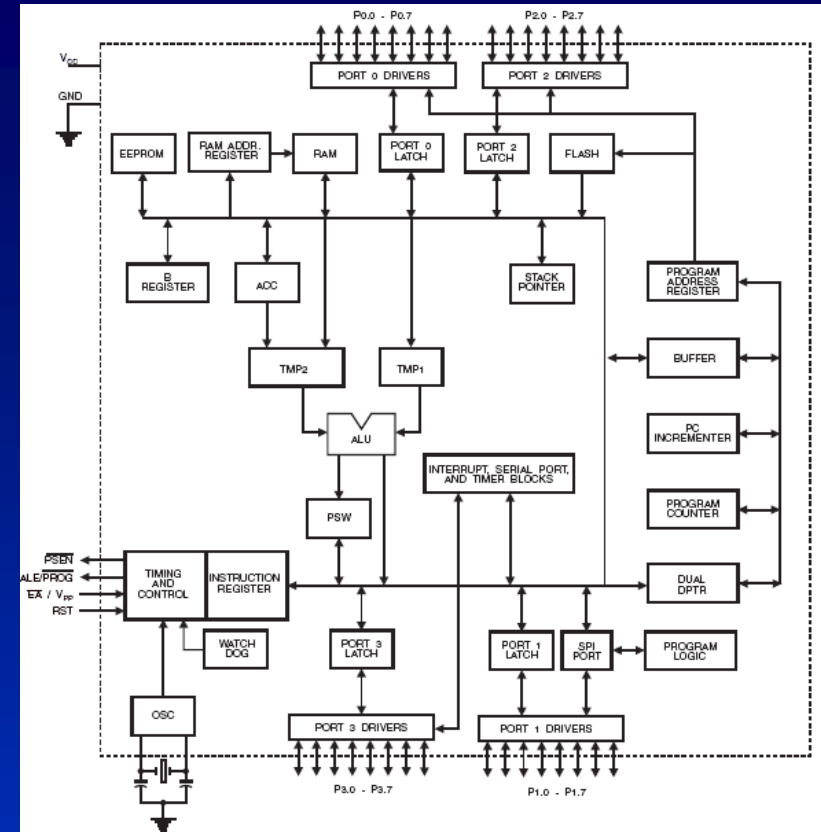 P0.0 - P0.7
P2.0 - P2.7
VCC
GND
PORT 0 DRIVERS
PORT 2 DRIVERS
EEPROM
RAM ADDR.
REGISTER
RAM
PORT 0
LATCH
PORT 2
LATCH
FLASH
B
REGISTER
ACC
STACK
POINTER
PROGRAM
ADDRESS
REGISTER
TMP2
TMP1
BUFFER
ALU
PC
INCREMENTER
INTERRUPT, SERIAL PORT,
AND TIMER BLOCKS
PSW
PROGRAM
COUNTER
PSEN
ALE/PROG
EA / VPP
RST
TIMING
AND
CONTROL
INSTRUCTION
REGISTER
DUAL
DPTR
WATCH
DOG
PORT 3
LATCH
PORT 1
LATCH
SPI
PORT
PROGRAM
LOGIC
OSC
PORT 3 DRIVERS
PORT 1 DRIVERS
P3.0 - P3.7
P1.0 - P1.7